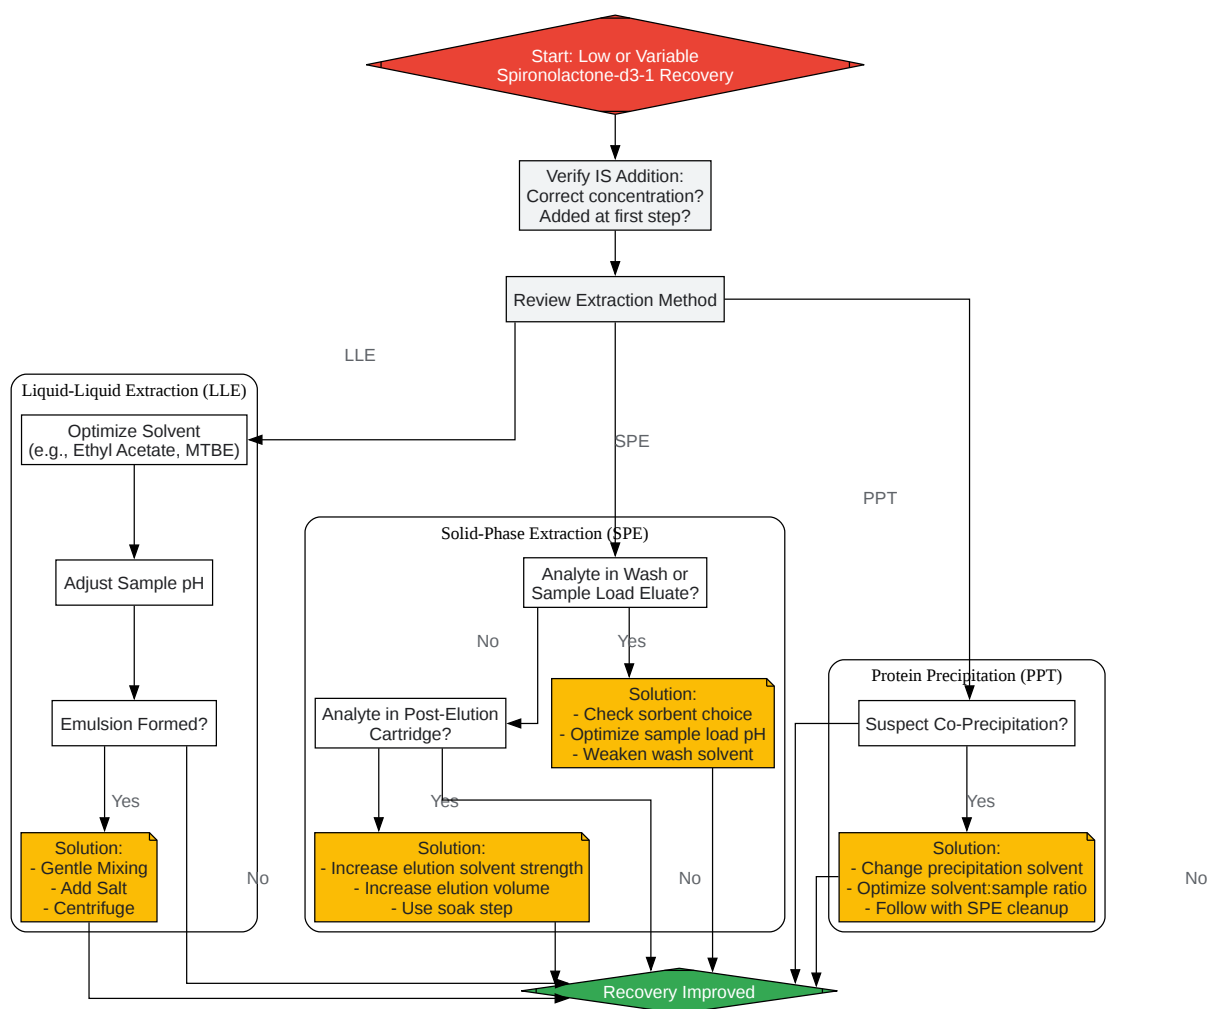 Start: Low or Variable
Spironolactone-d3-1 Recovery
Verify IS Addition:
Correct concentration?
Added at first step?
Review Extraction Method
LLE
SPE
PPT
Liquid-Liquid Extraction (LLE)
Optimize Solvent
(e.g., Ethyl Acetate, MTBE)
Adjust Sample pH
Emulsion Formed?
Yes
No
Solution:
- Gentle Mixing
- Add Salt
- Centrifuge
Solid-Phase Extraction (SPE)
Analyte in Wash or
Sample Load Eluate?
No
Yes
Solution:
- Check sorbent choice
- Optimize sample load pH
- Weaken wash solvent
Analyte in Post-Elution
Cartridge?
Yes
No
Solution:
- Increase elution solvent strength
- Increase elution volume
- Use soak step
Protein Precipitation (PPT)
Suspect Co-Precipitation?
Yes
No
Solution:
- Change precipitation solvent
- Optimize solvent:sample ratio
- Follow with SPE cleanup
Recovery Improved